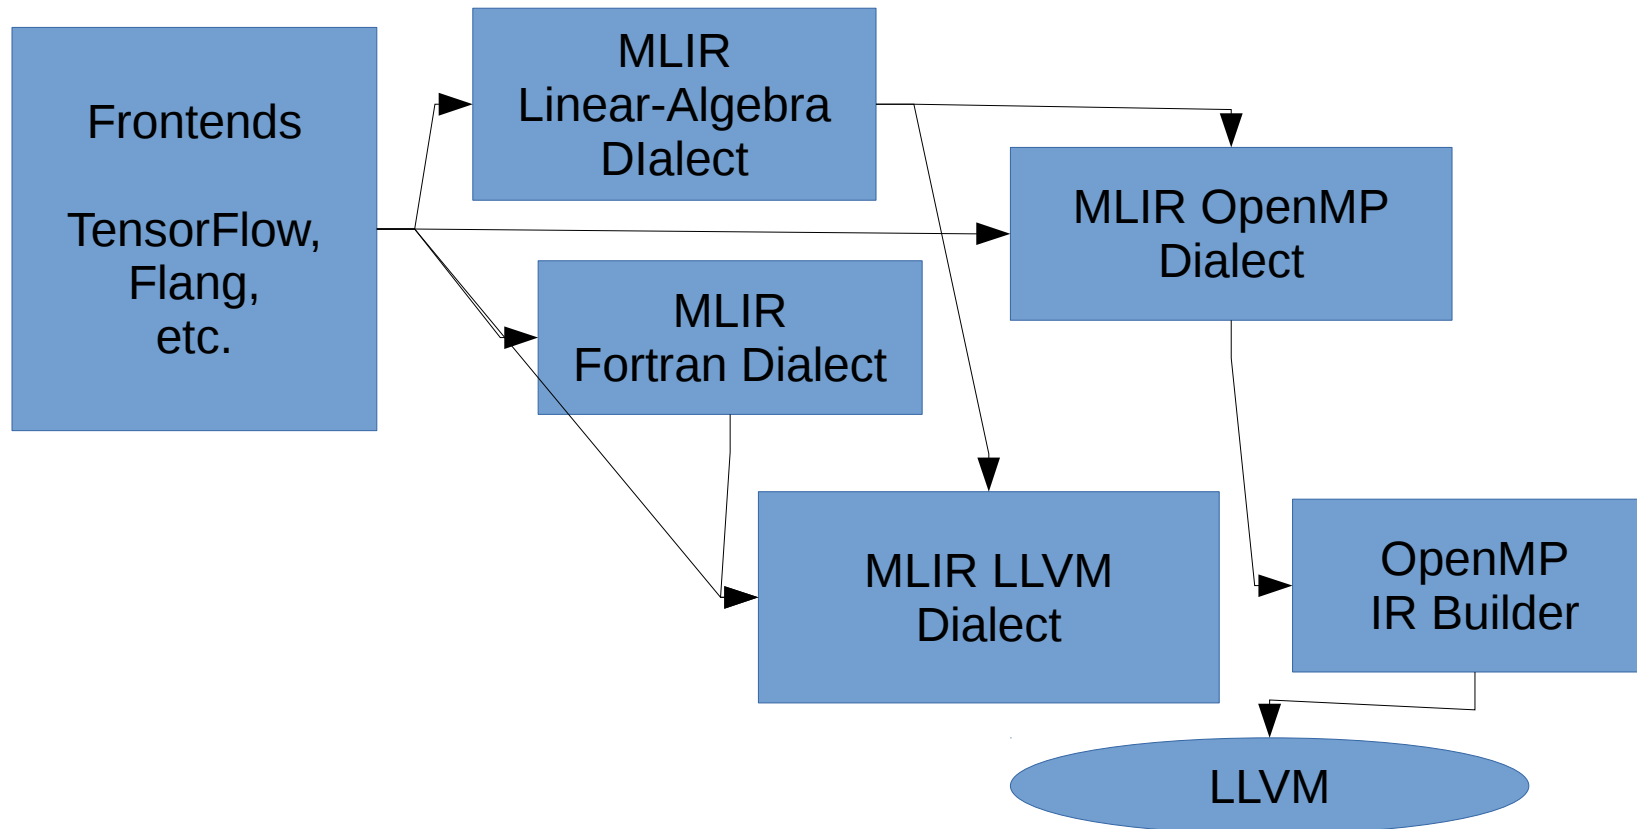 Frontends
TensorFlow,
Flang,
etc.
MLIR
Linear-Algebra
DIalect
MLIR OpenMP
Dialect
MLIR
Fortran Dialect
MLIR LLVM
Dialect
OpenMP
IR Builder
LLVM